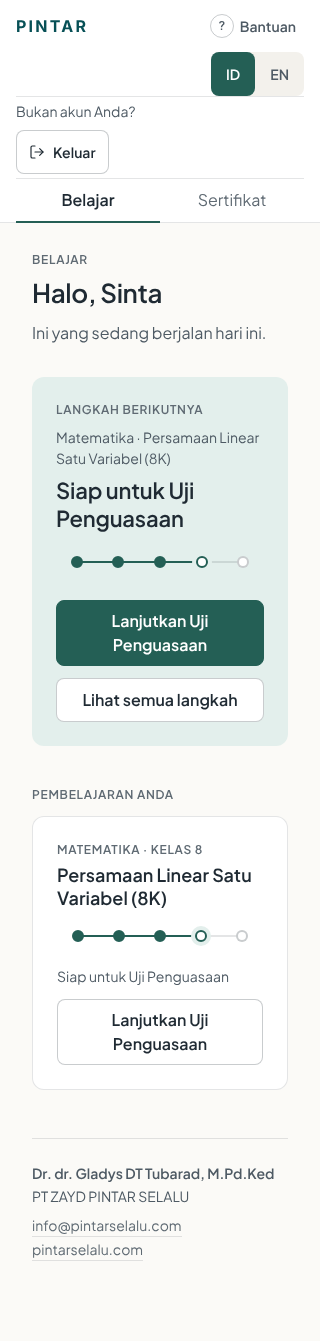 PINTAR
? Bantuan
ID EN
Bukan akun Anda?
Keluar
Belajar Sertifikat
BELAJAR
Halo, Sinta
Ini yang sedang berjalan hari ini.
LANGKAH BERIKUTNYA
Matematika · Persamaan Linear
Satu Variabel (8K)
Siap untuk Uji
Penguasaan
Lanjutkan Uji
Penguasaan
Lihat semua langkah
PEMBELAJARAN ANDA
MATEMATIKA · KELAS 8
Persamaan Linear Satu
Variabel (8K)
Siap untuk Uji Penguasaan
Lanjutkan Uji
Penguasaan
Dr. dr. Gladys DT Tubarad, M.Pd.Ked
PT ZAYD PINTAR SELALU
info@pintarselalu.com
pintarselalu.com